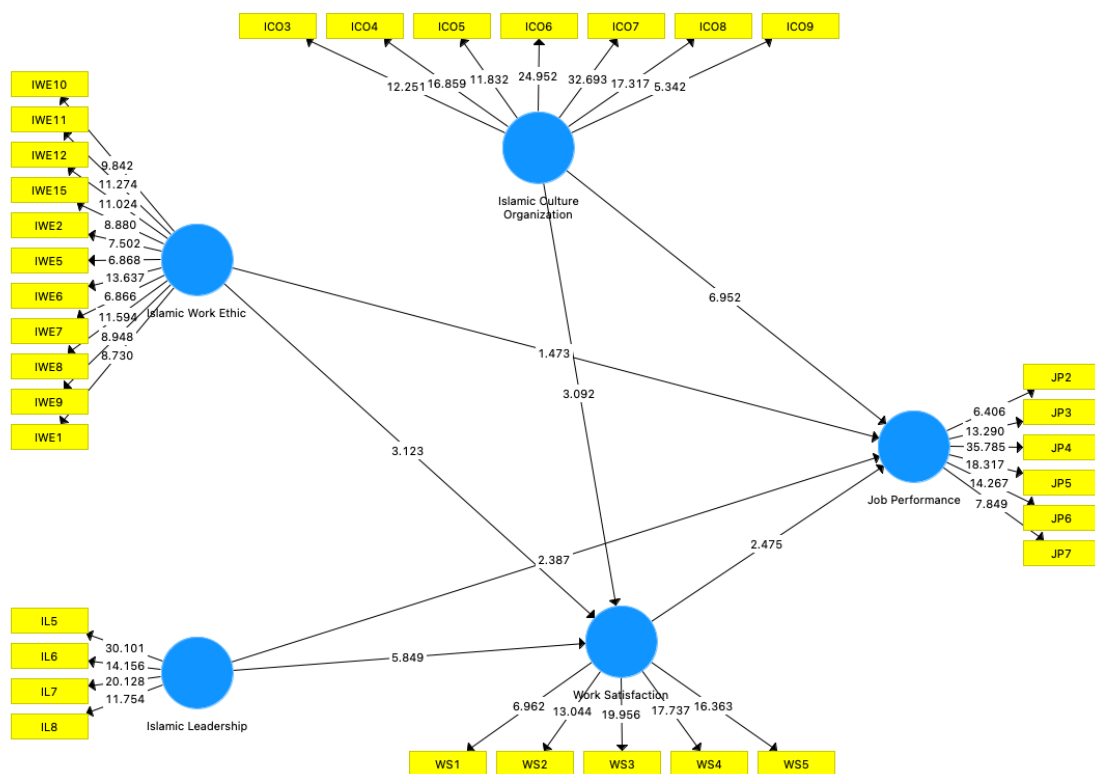 ICO3
ICO4
ICO5
ICO6
ICO7
ICO8
ICO9
12.251
16.859
11.832
24.952
32.693
17.317
5.342
Islamic Culture
Organization
IWE10
IWE11
IWE12
IWE15
IWE2
IWE5
IWE6
IWE7
IWE8
IWE9
IWE1
9.842
11.274
11.024
8.880
7.502
6.868
13.637
6.866
11.594
8.948
8.730
Islamic Work Ethic
6.952
1.473
3.092
3.123
2.387
2.475
5.849
JP2
JP3
JP4
JP5
JP6
JP7
6.406
13.290
35.785
18.317
14.267
7.849
Job Performance
IL5
IL6
IL7
IL8
30.101
14.156
20.128
11.754
Islamic Leadership
Work Satisfaction
6.962
13.044
19.956
17.737
16.363
WS1
WS2
WS3
WS4
WS5